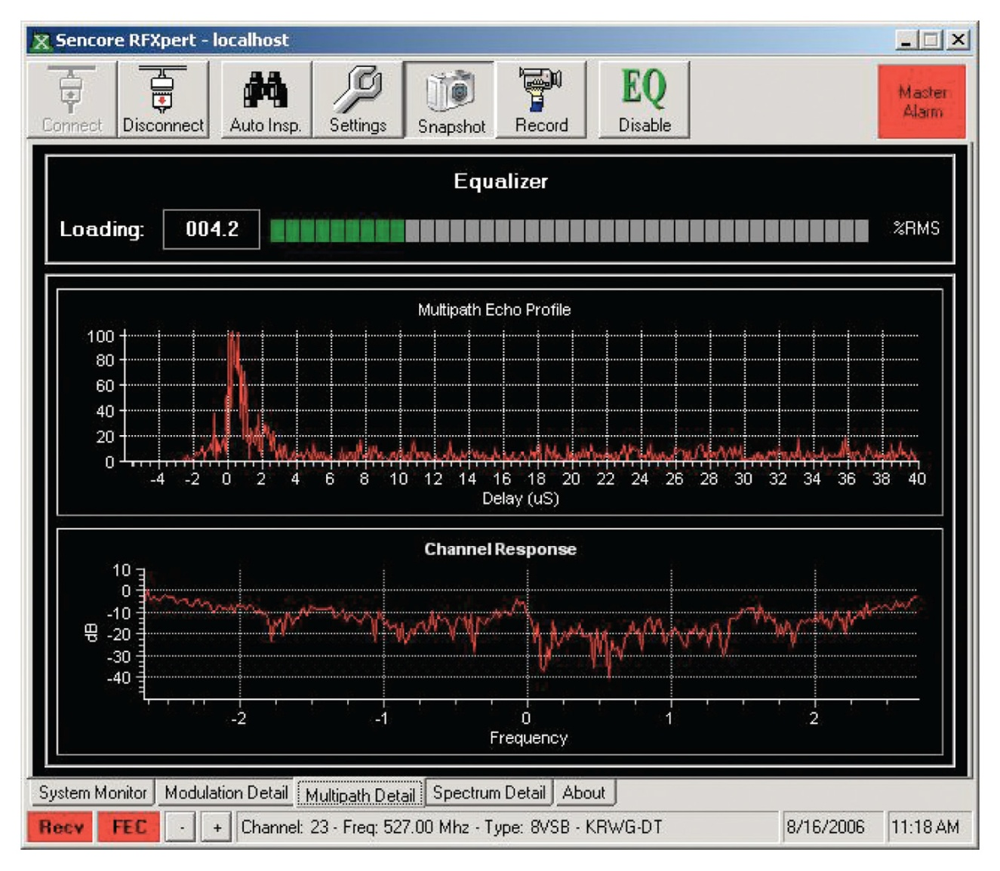 Sencore RFXpert - localhost
Connect Disconnect Auto Insp. Settings Snapshot Record EQ Disable Master Alarm
Equalizer
Loading: 004.2 %RMS
Multipath Echo Profile
100
80
60
40
20
0
-4 -2 0 2 4 6 8 10 12 14 16 18 20 22 24 26 28 30 32 34 36 38 40
Delay (uS)
Channel Response
10
0
-10
dB
-20
-30
-40
-2 -1 0 1 2
Frequency
System Monitor Modulation Detail Multipath Detail Spectrum Detail About
Recv FEC - + Channel: 23 - Freq: 527.00 Mhz - Type: 8VSB - KRWG-DT 8/16/2006 11:18 AM